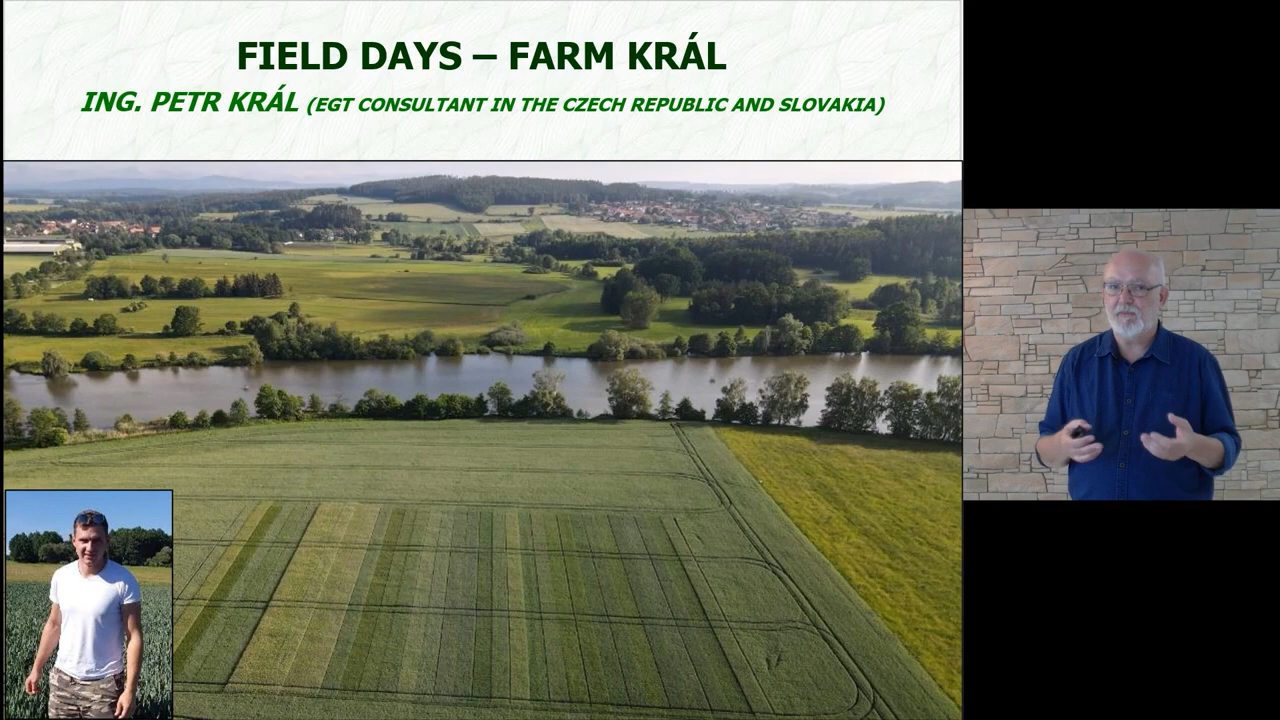 FIELD DAYS – FARM KRÁL
ING. PETR KRÁL (EGT CONSULTANT IN THE CZECH REPUBLIC AND SLOVAKIA)